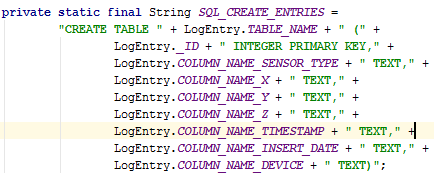 private static final String SQL_CREATE_ENTRIES =
"CREATE TABLE " + LogEntry.TABLE_NAME + " (" +
LogEntry._ID + " INTEGER PRIMARY KEY," +
LogEntry.COLUMN_NAME_SENSOR_TYPE + " TEXT," +
LogEntry.COLUMN_NAME_X + " TEXT," +
LogEntry.COLUMN_NAME_Y + " TEXT," +
LogEntry.COLUMN_NAME_Z + " TEXT," +
LogEntry.COLUMN_NAME_TIMESTAMP + " TEXT," +
LogEntry.COLUMN_NAME_INSERT_DATE + " TEXT," +
LogEntry.COLUMN_NAME_DEVICE + " TEXT)";